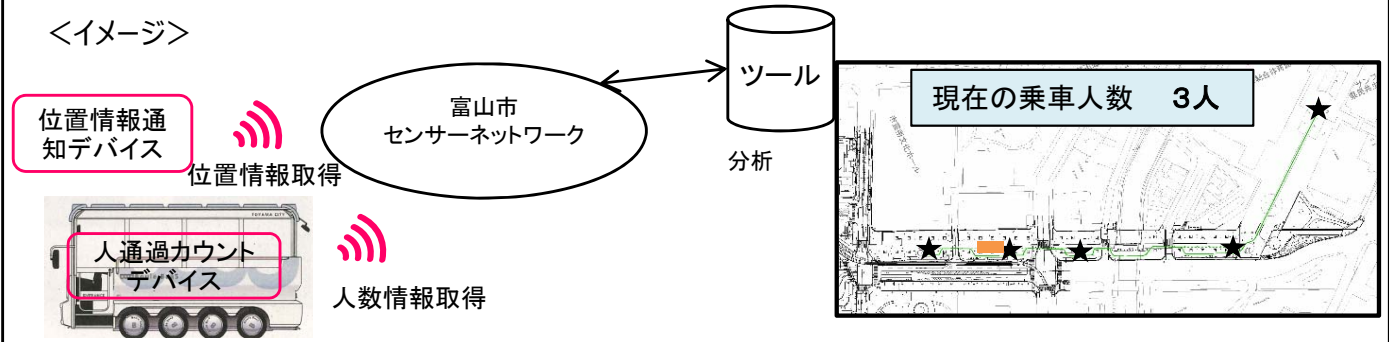 ＜イメージ＞
位置情報通
知デバイス
位置情報取得
TOYAMA CITY
人通過カウント
デバイス
ENTRANCE
人数情報取得
富山市
センサーネットワーク
ツール
分析
現在の乗車人数　３人